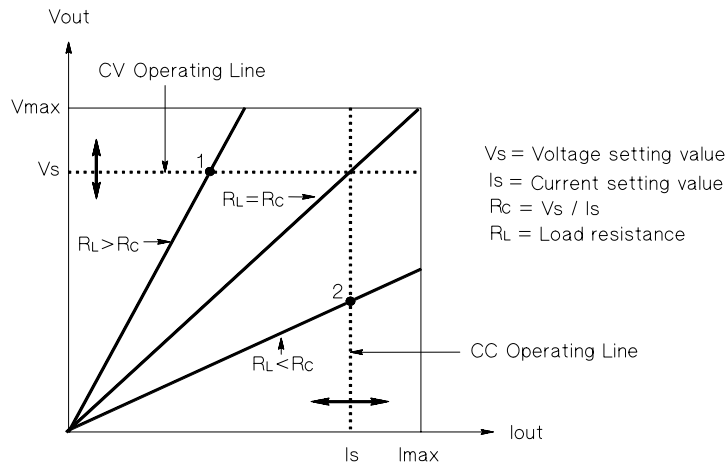 Vout
CV Operating Line
Vmax
Vs
1
RL=RC
RL>RC
2
RL<RC
CC Operating Line
Is
Imax
Iout
Vs = Voltage setting value
Is = Current setting value
RC = Vs / Is
RL = Load resistance